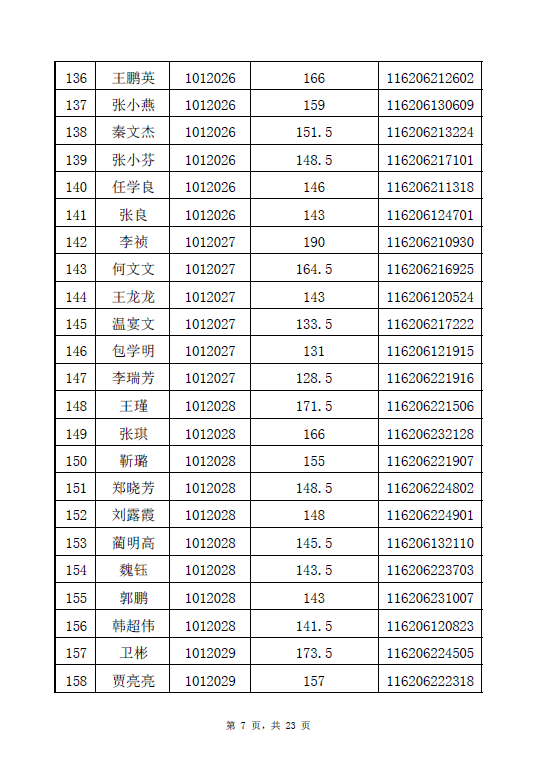 136 王鹏英 1012026 166 116206212602
137 张小燕 1012026 159 116206130609
138 秦文杰 1012026 151.5 116206213224
139 张小芬 1012026 148.5 116206217101
140 任学良 1012026 146 116206211318
141 张良 1012026 143 116206124701
142 李祯 1012027 190 116206210930
143 何文文 1012027 164.5 116206216925
144 王龙龙 1012027 143 116206120524
145 温宴文 1012027 133.5 116206217222
146 包学明 1012027 131 116206121915
147 李瑞芳 1012027 128.5 116206221916
148 王瑾 1012028 171.5 116206221506
149 张琪 1012028 166 116206232128
150 靳璐 1012028 155 116206221907
151 郑晓芳 1012028 148.5 116206224802
152 刘露霞 1012028 148 116206224901
153 蔺明高 1012028 145.5 116206132110
154 魏钰 1012028 143.5 116206223703
155 郭鹏 1012028 143 116206231007
156 韩超伟 1012028 141.5 116206120823
157 卫彬 1012029 173.5 116206224505
158 贾亮亮 1012029 157 116206222318
第 7 页，共 23 页